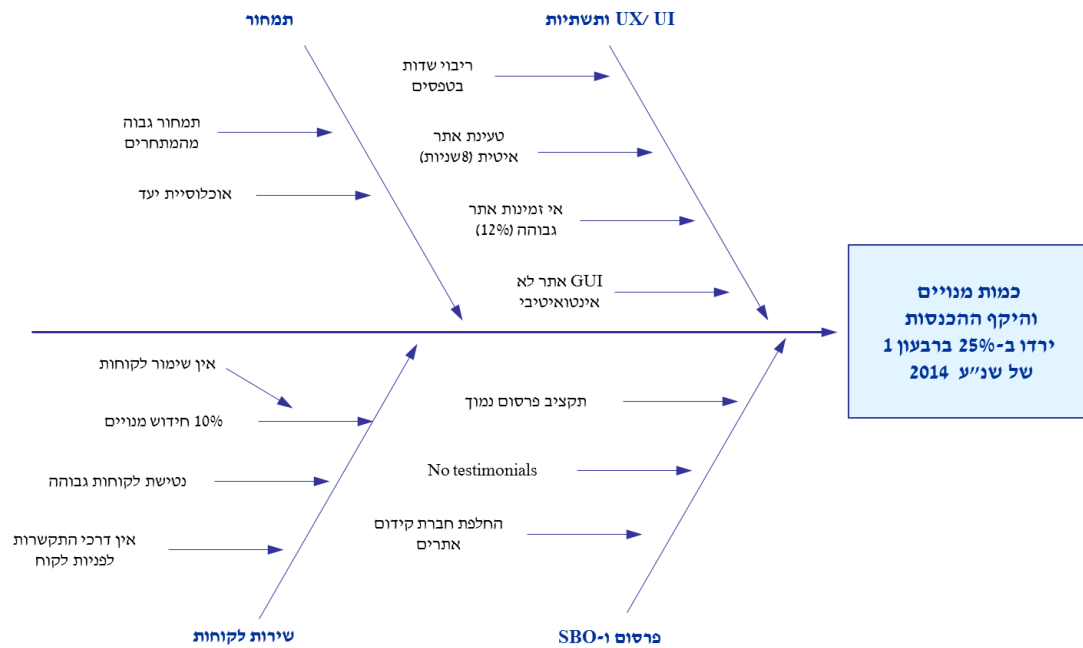 UX/ UI ותשתיות
תמחור
ריבוי שדות
בטפסים
טעינת אתר
איטית (8שניות)
אי זמינות אתר
גבוהה (12%)
GUI אתר לא
אינטואיטיבי
תמחור גבוה
מהמתחרים
אוכלוסיית יעד
כמות מנויים
והיקף ההכנסות
ירדו ב-25% ברבעון 1
של שנ״ע 2014
תקציב פרסום נמוך
No testimonials
החלפת חברת קידום
אתרים
אין שימור לקוחות
10% חידוש מנויים
נטישת לקוחות גבוהה
אין דרכי התקשרות
לפניות לקוח
פרסום ו-SBO
שירות לקוחות